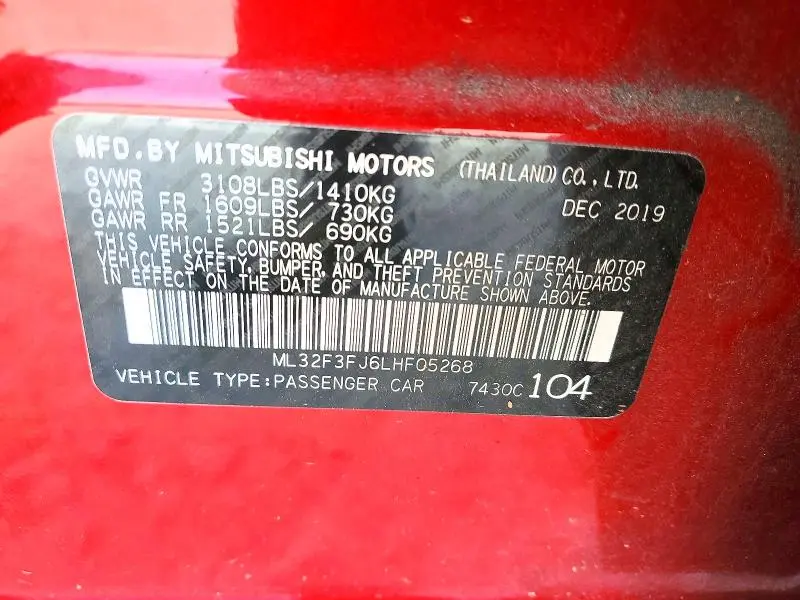 MFD.BY MITSUBISHI MOTORS (THAILAND) CO., LTD.
GVWR 3108LBS/1410KG DEC 2019
GAWR FR 1609LBS/ 730KG
GAWR RR 1521LBS/ 690KG
THIS VEHICLE CONFORMS TO ALL APPLICABLE FEDERAL MOTOR
VEHICLE SAFETY, BUMPER, AND THEFT PREVENTION STANDARDS
IN EFFECT ON THE DATE OF MANUFACTURE SHOWN ABOVE.
ML32F3FJ6LHF05268
VEHICLE TYPE:PASSENGER CAR 7430C 104